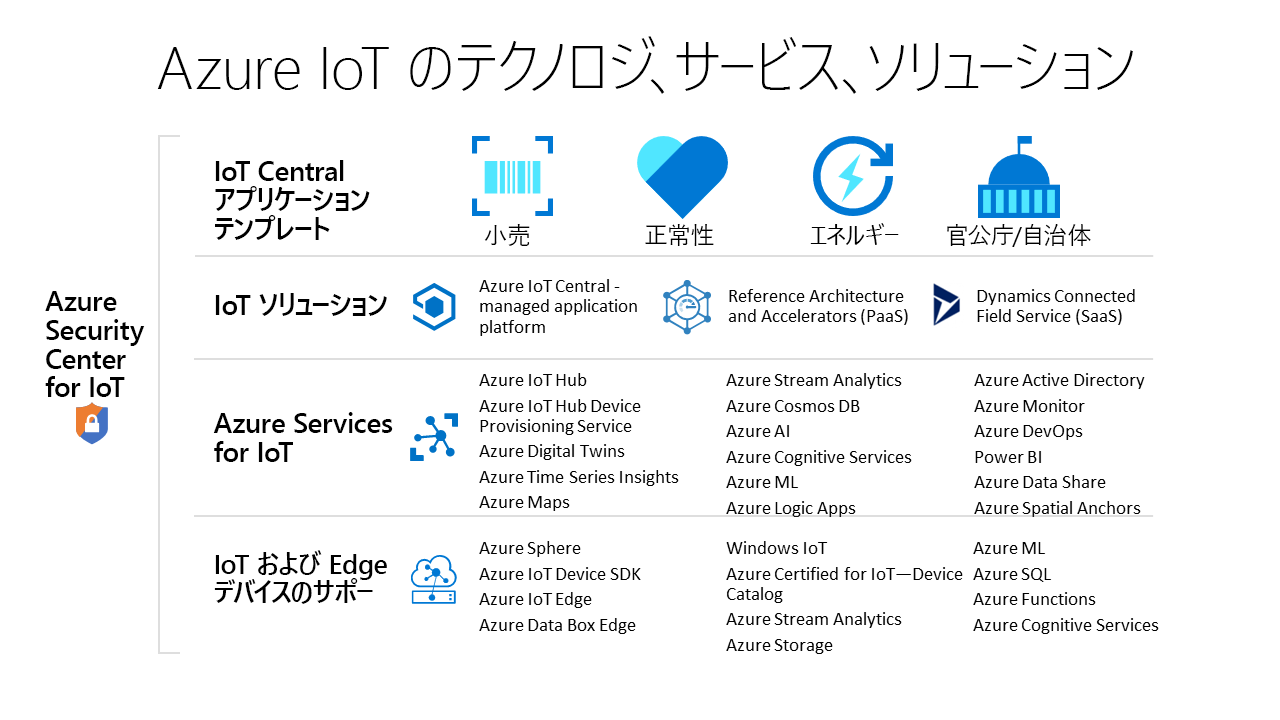 Azure IoT のテクノロジ、サービス、ソリューション
Azure
Security
Center
for IoT
IoT Central
アプリケーション
テンプレート
小売
正常性
エネルギー
官公庁/自治体
IoT ソリューション
Azure IoT Central -
managed application
platform
Reference Architecture
and Accelerators (PaaS)
Dynamics Connected
Field Service (SaaS)
Azure Services
for IoT
Azure IoT Hub
Azure IoT Hub Device
Provisioning Service
Azure Digital Twins
Azure Time Series Insights
Azure Maps
Azure Stream Analytics
Azure Cosmos DB
Azure AI
Azure Cognitive Services
Azure ML
Azure Logic Apps
Azure Active Directory
Azure Monitor
Azure DevOps
Power BI
Azure Data Share
Azure Spatial Anchors
IoT および Edge
デバイスのサポー
Azure Sphere
Azure IoT Device SDK
Azure IoT Edge
Azure Data Box Edge
Windows IoT
Azure Certified for IoT—Device
Catalog
Azure Stream Analytics
Azure Storage
Azure ML
Azure SQL
Azure Functions
Azure Cognitive Services